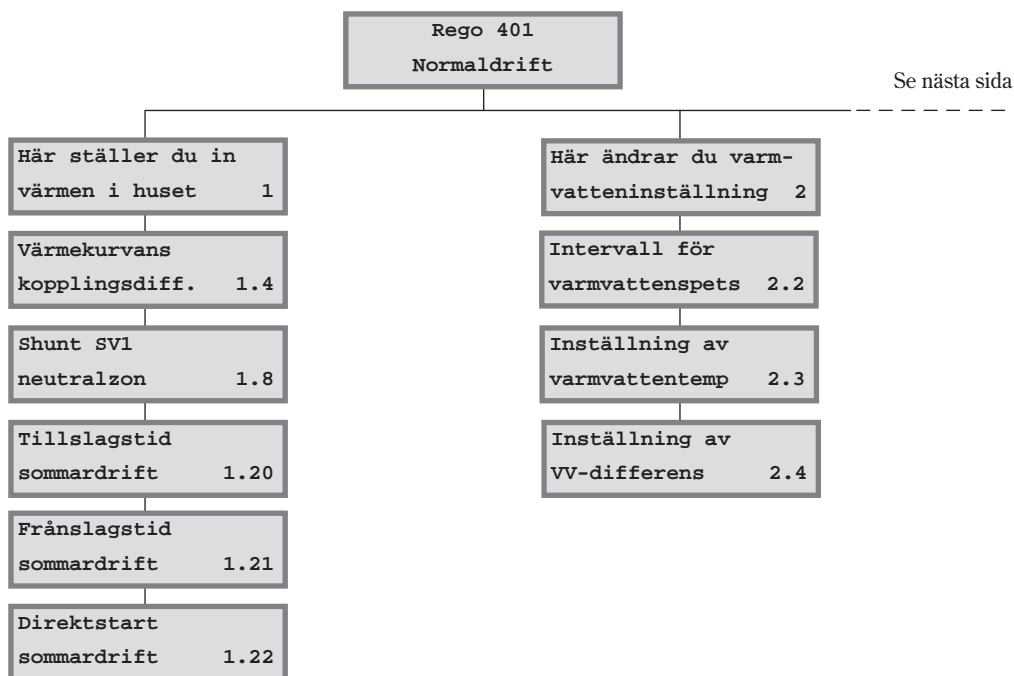 Rego 401
Normaldrift
Se nästa sida
Här ställer du in
värmen i huset 1
Värmekurvans
kopplingsdiff. 1.4
Shunt SV1
neutralzon 1.8
Tillslagstid
sommardrift 1.20
Frånslagstid
sommardrift 1.21
Direktstart
sommardrift 1.22
Här ändrar du varm-
vatteninställning 2
Intervall för
varmvattenspets 2.2
Inställning av
varmvattentemp 2.3
Inställning av
VV-differens 2.4